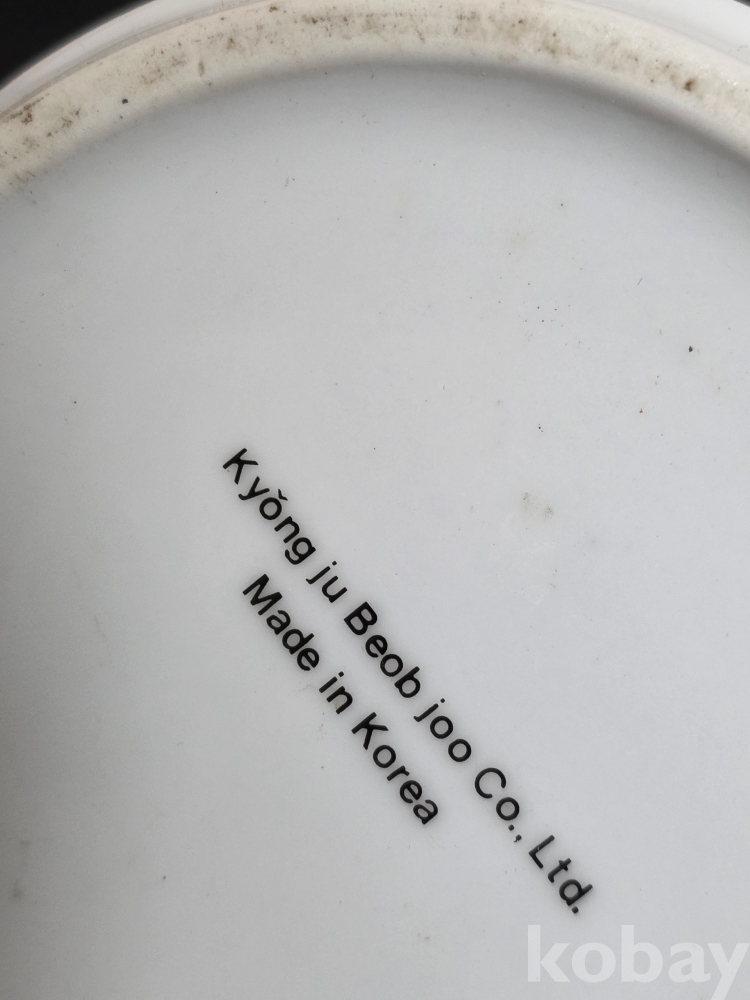 Kyŏng ju Beob joo Co., Ltd.
Made in Korea
kobay